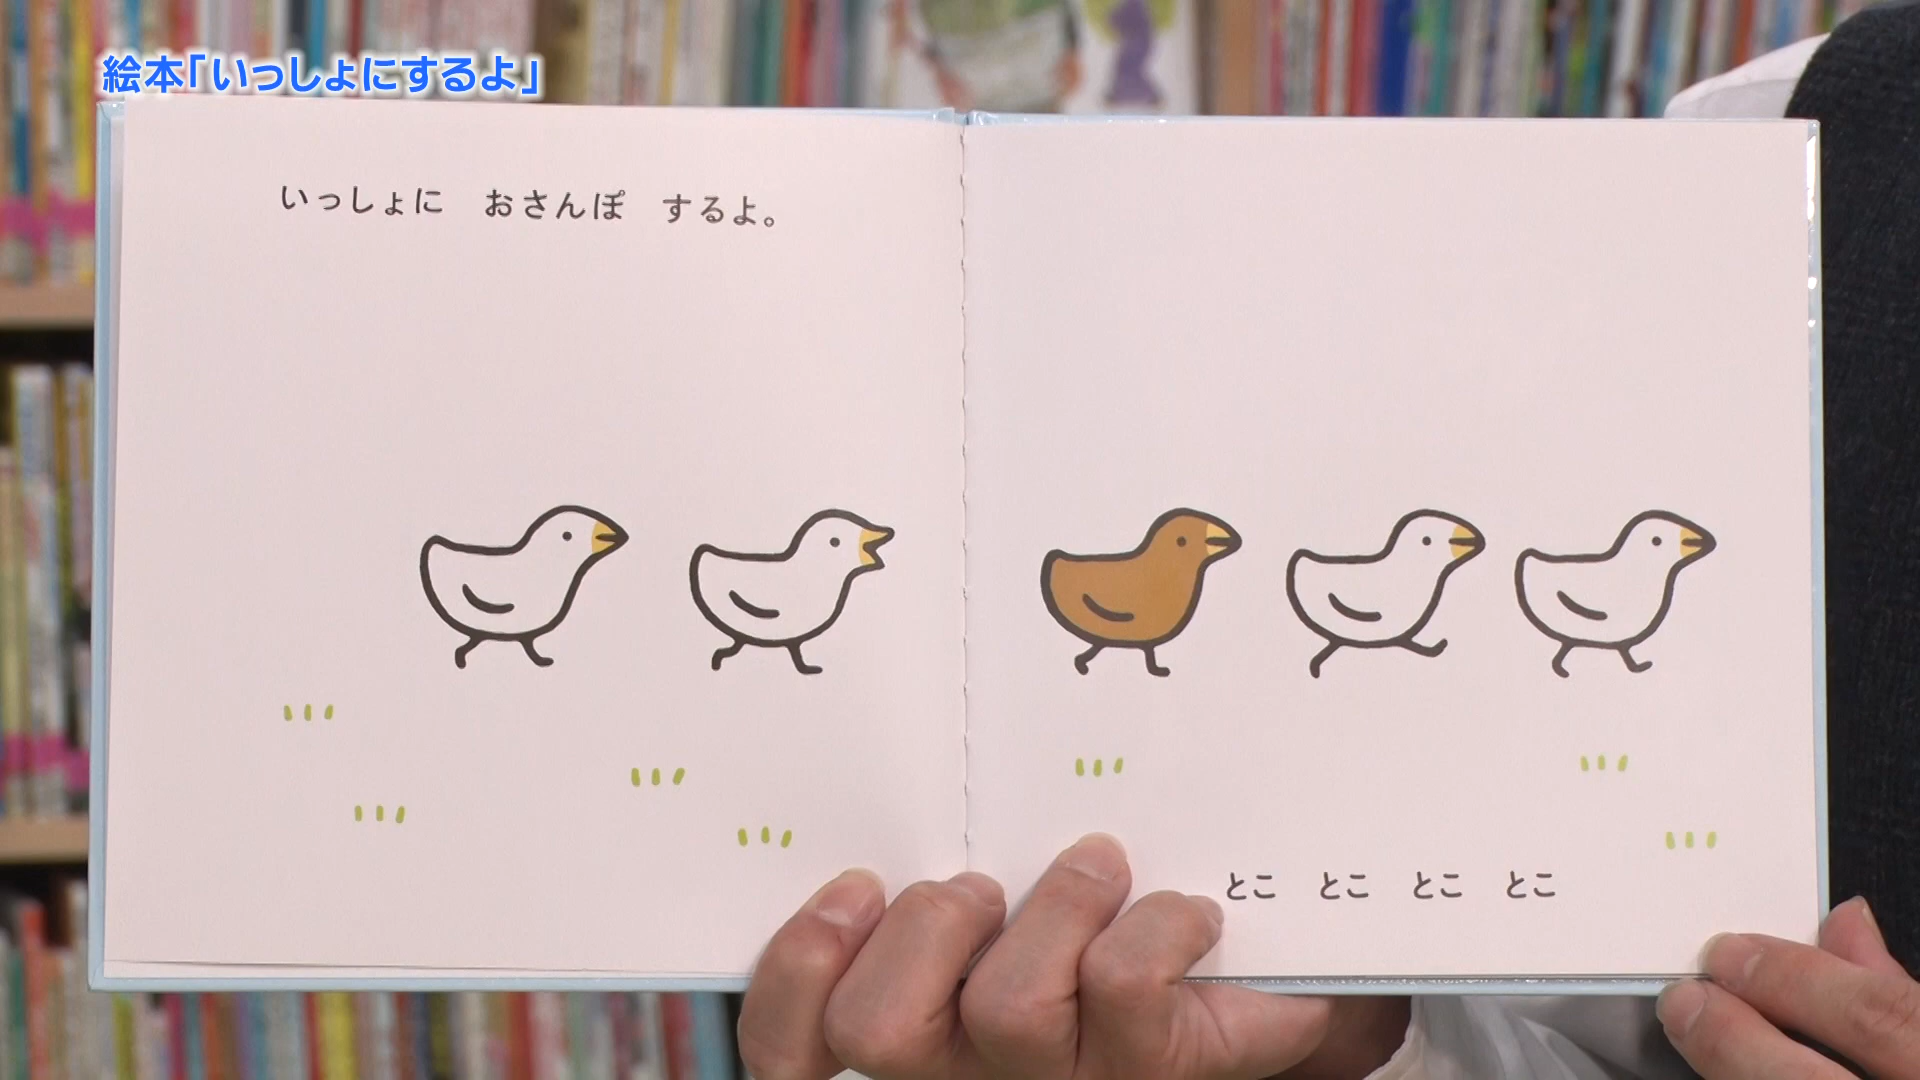 絵本「いっしょにするよ」
いっしょに　おさんぽ　するよ。
とこ　とこ　とこ　とこ